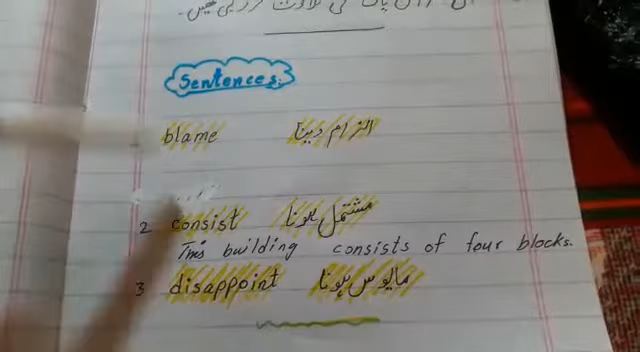 Sentences:
blame الزام دینا
2 consist مشتمل ہونا
This building consists of four blocks.
3 disappoint مایوس ہونا